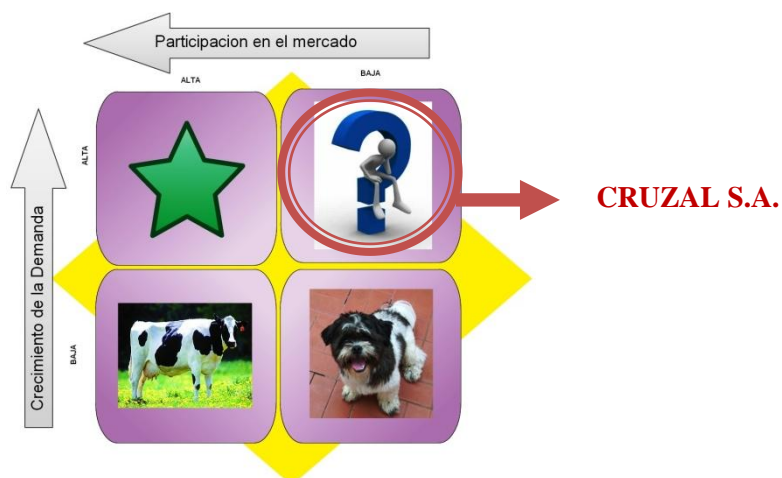 Participacion en el mercado
ALTA
BAJA
ALTA
CRUZAL S.A.
Crecimiento de la Demanda
BAJA